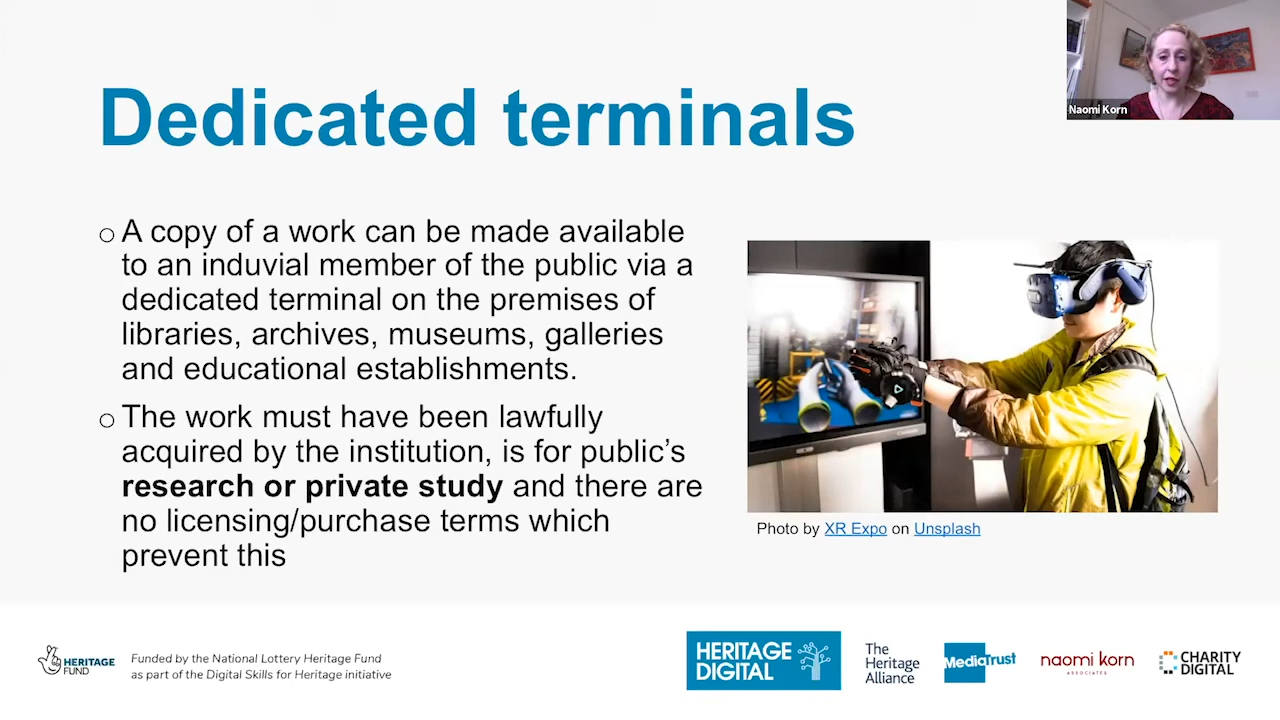 Dedicated terminals
Naomi Korn
o A copy of a work can be made available
to an induvial member of the public via a
dedicated terminal on the premises of
libraries, archives, museums, galleries
and educational establishments.
o The work must have been lawfully
acquired by the institution, is for public’s
research or private study and there are
no licensing/purchase terms which
prevent this
Photo by XR Expo on Unsplash
HERITAGE
FUND
Funded by the National Lottery Heritage Fund
as part of the Digital Skills for Heritage initiative
HERITAGE
DIGITAL
The
Heritage
Alliance
MediaTrust
naomi korn
ASSOCIATES
CHARITY
DIGITAL